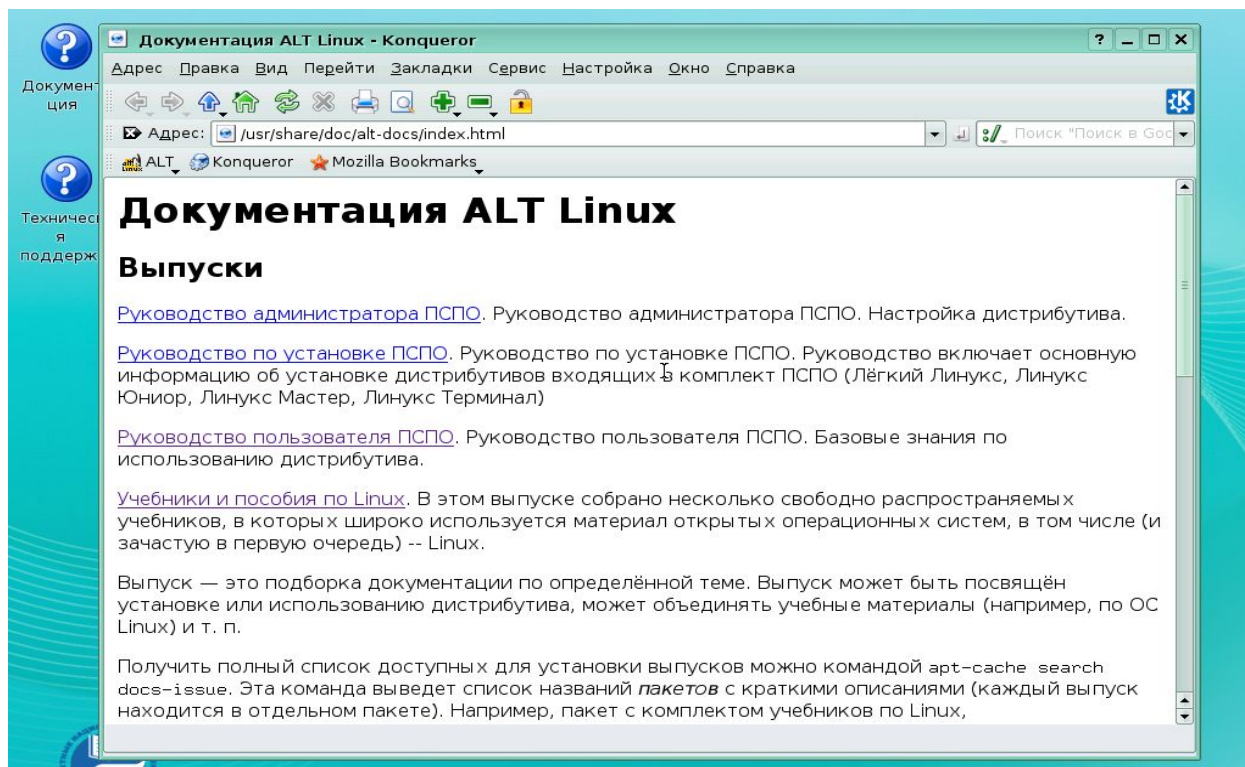 Документация ALT Linux - Konqueror
Адрес Правка Вид Перейти Закладки Сервис Настройка Окно Справка
Адрес: /usr/share/doc/alt-docs/index.html Поиск "Поиск в Goo
ALT Konqueror Mozilla Bookmarks
Документ
ция
Техничес
я
поддерж
Документация ALT Linux
Выпуски
Руководство администратора ПСПО. Руководство администратора ПСПО. Настройка дистрибутива.
Руководство по установке ПСПО. Руководство по установке ПСПО. Руководство включает основную
информацию об установке дистрибутивов входящих в комплект ПСПО (Лёгкий Линукс, Линукс
Юниор, Линукс Мастер, Линукс Терминал)
Руководство пользователя ПСПО. Руководство пользователя ПСПО. Базовые знания по
использованию дистрибутива.
Учебники и пособия по Linux. В этом выпуске собрано несколько свободно распространяемых
учебников, в которых широко используется материал открытых операционных систем, в том числе (и
зачастую в первую очередь) -- Linux.
Выпуск — это подборка документации по определённой теме. Выпуск может быть посвящён
установке или использованию дистрибутива, может объединять учебные материалы (например, по ОС
Linux) и т. п.
Получить полный список доступных для установки выпусков можно командой apt-cache search
docs-issue. Эта команда выведет список названий пакетов с краткими описаниями (каждый выпуск
находится в отдельном пакете). Например, пакет с комплектом учебников по Linux,